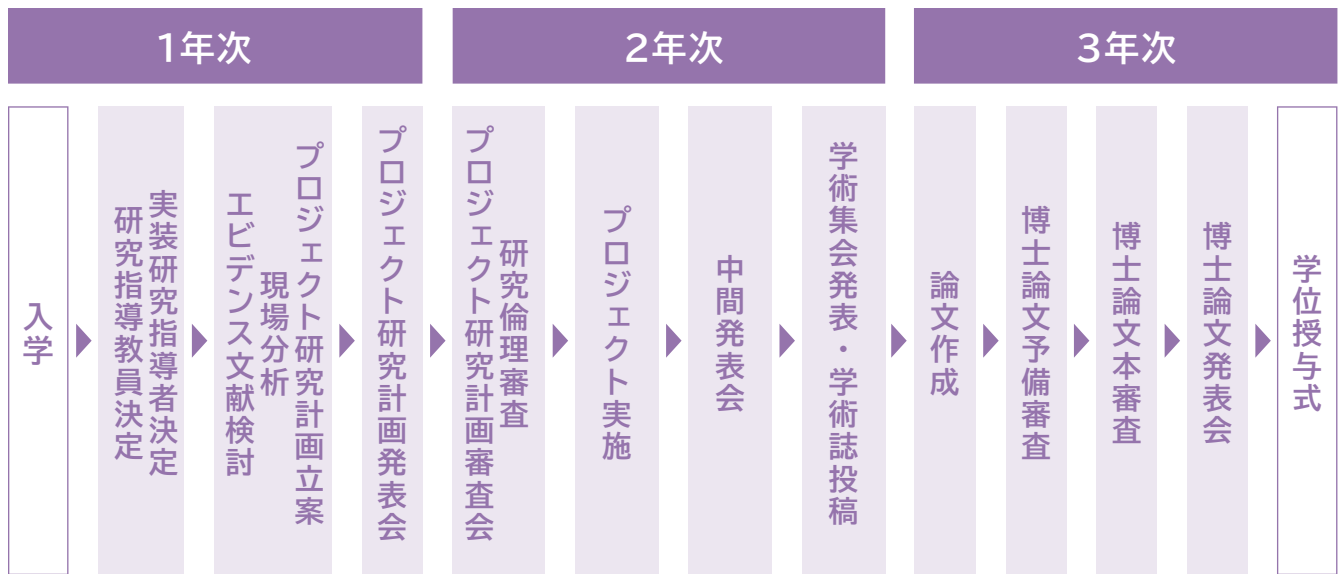 1年次
2年次
3年次
入学
実装研究指導者決定
研究指導教員決定
プロジェクト研究計画立案
現場分析
エビデンス文献検討
プロジェクト研究計画発表会
研究倫理審査
プロジェクト研究計画審査会
プロジェクト実施
中間発表会
学術集会発表・学術誌投稿
論文作成
博士論文予備審査
博士論文本審査
博士論文発表会
学位授与式